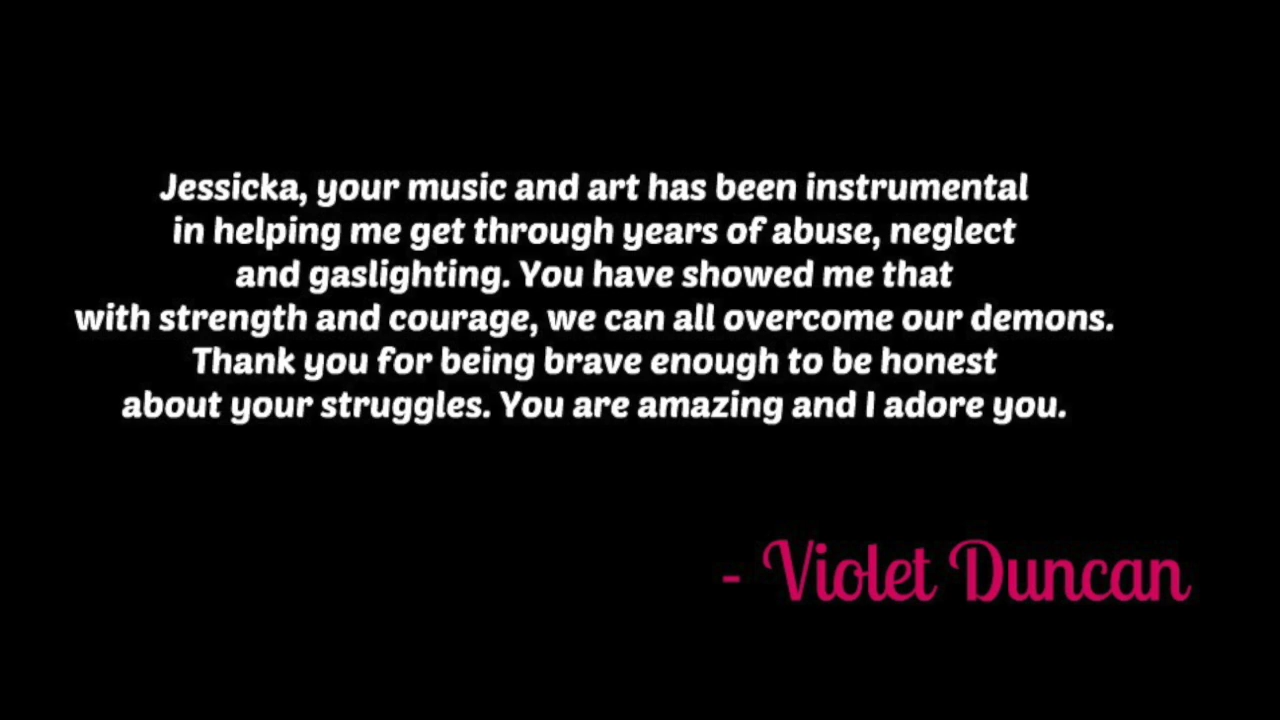 Jessicka, your music and art has been instrumental
in helping me get through years of abuse, neglect
and gaslighting. You have showed me that
with strength and courage, we can all overcome our demons.
Thank you for being brave enough to be honest
about your struggles. You are amazing and I adore you.
- Violet Duncan